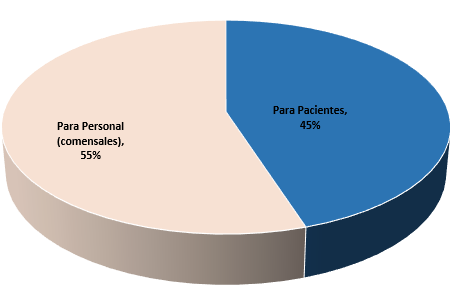 Para Pacientes,
45%
Para Personal
(comensales),
55%